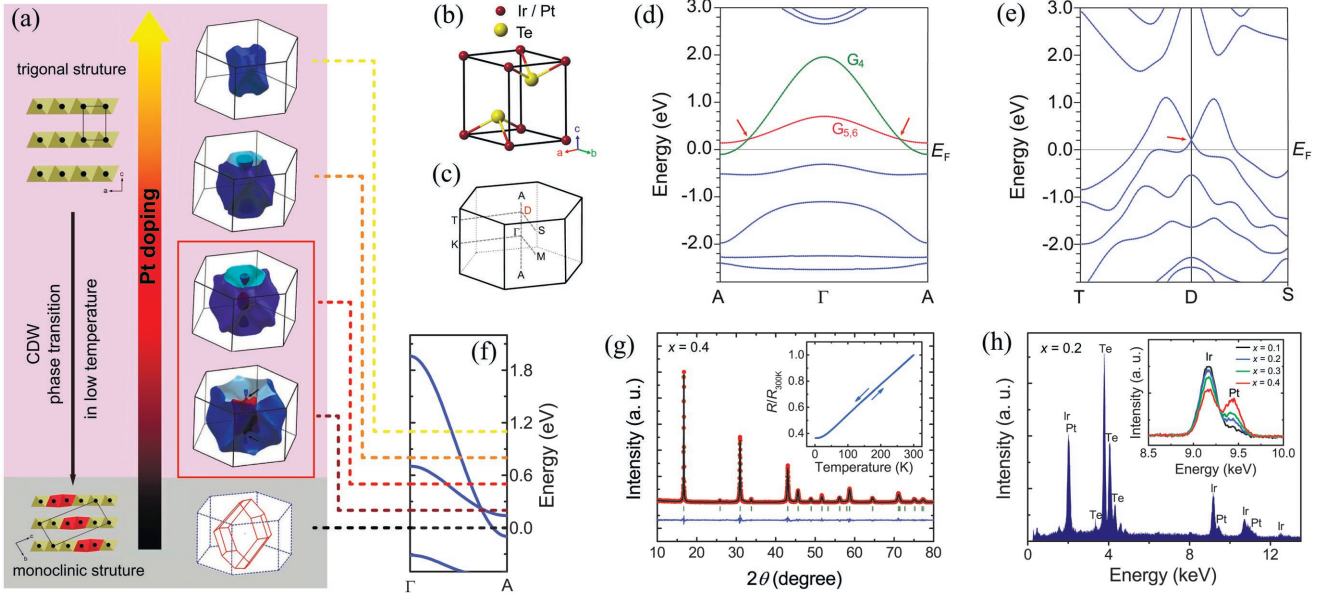 (a)
trigonal struture
c
a
CDW
phase transition
in low temperature
Pt doping
c
b
monoclinic struture
(b)
Ir / Pt
Te
c
a
b
(c)
A
T
D
Γ
S
K
M
A
(d)
3.0
2.0
1.0
0.0
-1.0
-2.0
Energy (eV)
G4
G5,6
EF
A
Γ
A
(e)
3.0
2.0
1.0
0.0
-1.0
-2.0
Energy (eV)
EF
T
D
S
(f)
1.8
1.2
0.6
0.0
Energy (eV)
Γ
A
(g)
x = 0.4
Intensity (a. u.)
10 20 30 40 50 60 70 80
2θ (degree)
R/R300K
1.0
0.8
0.6
0.4
0 100 200 300
Temperature (K)
(h)
x = 0.2
Intensity (a. u.)
Ir
Pt
Te
Te
Te
Te
Ir
Pt
Ir
Pt
Ir
0 4 8 12
Energy (keV)
Intensity (a. u.)
Ir
Pt
x = 0.1
x = 0.2
x = 0.3
x = 0.4
8.5 9.0 9.5 10.0
Energy (keV)